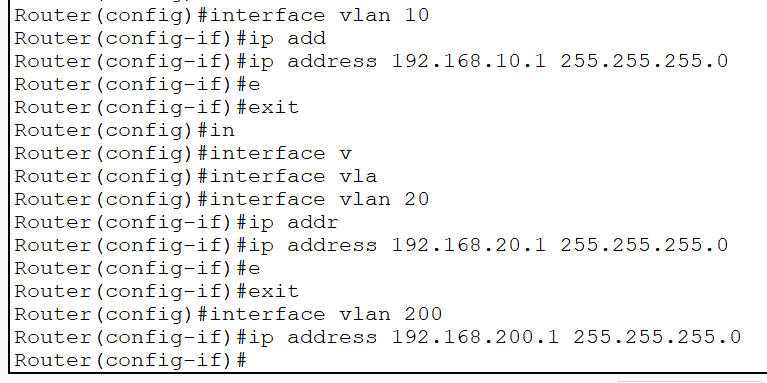 Router(config)#interface vlan 10
Router(config-if)#ip add
Router(config-if)#ip address 192.168.10.1 255.255.255.0
Router(config-if)#e
Router(config-if)#exit
Router(config)#in
Router(config)#interface v
Router(config)#interface vla
Router(config)#interface vlan 20
Router(config-if)#ip addr
Router(config-if)#ip address 192.168.20.1 255.255.255.0
Router(config-if)#e
Router(config-if)#exit
Router(config)#interface vlan 200
Router(config-if)#ip address 192.168.200.1 255.255.255.0
Router(config-if)#